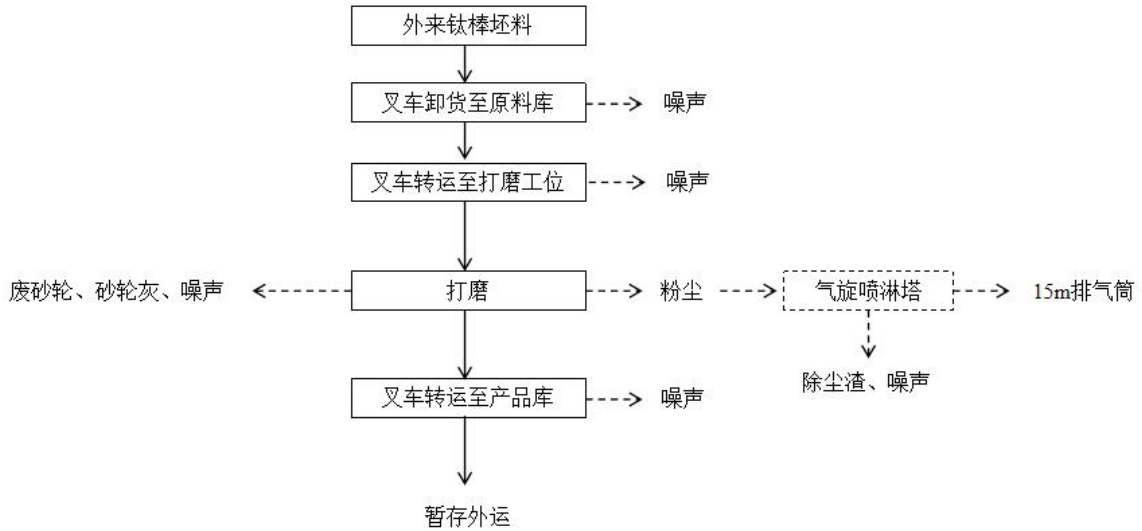 外来钛棒坯料
叉车卸货至原料库
噪声
叉车转运至打磨工位
噪声
废砂轮、砂轮灰、噪声
打磨
粉尘
气旋喷淋塔
15m排气筒
除尘渣、噪声
叉车转运至产品库
噪声
暂存外运